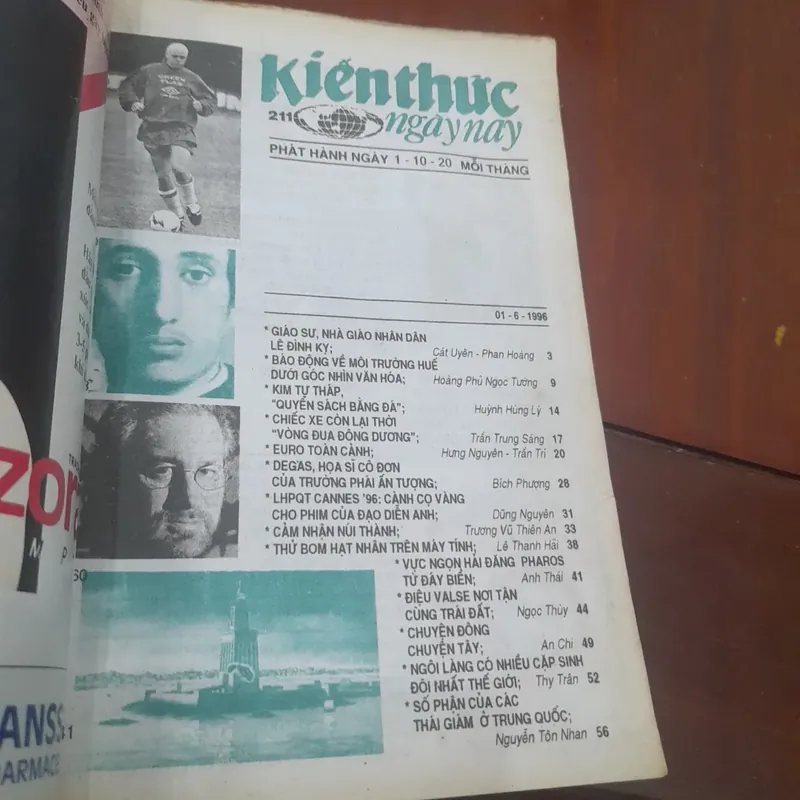 Kiến thức
211
ngày nay
PHÁT HÀNH NGÀY 1 - 10 - 20 MỖI THÁNG
01 - 6 - 1996
* GIÁO SƯ, NHÀ GIÁO NHÂN DÂN
LÊ ĐÌNH KỴ; Cát Uyên - Phan Hoàng 3
* BÁO ĐỘNG VỀ MÔI TRƯỜNG HUẾ
DƯỚI GÓC NHÌN VĂN HÓA; Hoàng Phủ Ngọc Tường 9
* KIM TỰ THÁP,
"QUYỂN SÁCH BẰNG ĐÁ"; Huỳnh Hùng Lý 14
* CHIẾC XE CÒN LẠI THỜI
"VÒNG ĐUA ĐÔNG DƯƠNG"; Trần Trung Sáng 17
* EURO TOÀN CẢNH; Hưng Nguyên - Trần Trí 20
* DEGAS, HỌA SĨ CÔ ĐƠN
CỦA TRƯỜNG PHÁI ẤN TƯỢNG; Bích Phượng 28
* LHPQT CANNES '96: CÀNH CỌ VÀNG
CHO PHIM CỦA ĐẠO DIỄN ANH; Dũng Nguyên 31
* CẢM NHẬN NÚI THÀNH; Trương Vũ Thiên An 33
* THỬ BOM HẠT NHÂN TRÊN MÁY TÍNH; Lê Thanh Hải 38
* VỰC NGỌN HẢI ĐĂNG PHAROS
TỪ ĐÁY BIỂN; Anh Thái 41
* ĐIỆU VALSE NƠI TẬN
CÙNG TRÁI ĐẤT; Ngọc Thúy 44
* CHUYỆN ĐÔNG
CHUYỆN TÂY; An Chi 49
* NGÔI LÀNG CÓ NHIỀU CẶP SINH
ĐÔI NHẤT THẾ GIỚI; Thy Trân 52
* SỐ PHẬN CỦA CÁC
THÁI GIÁM Ở TRUNG QUỐC;
Nguyễn Tôn Nhan 56
GREEN
FLAG
zor
ANSS
ARMACE